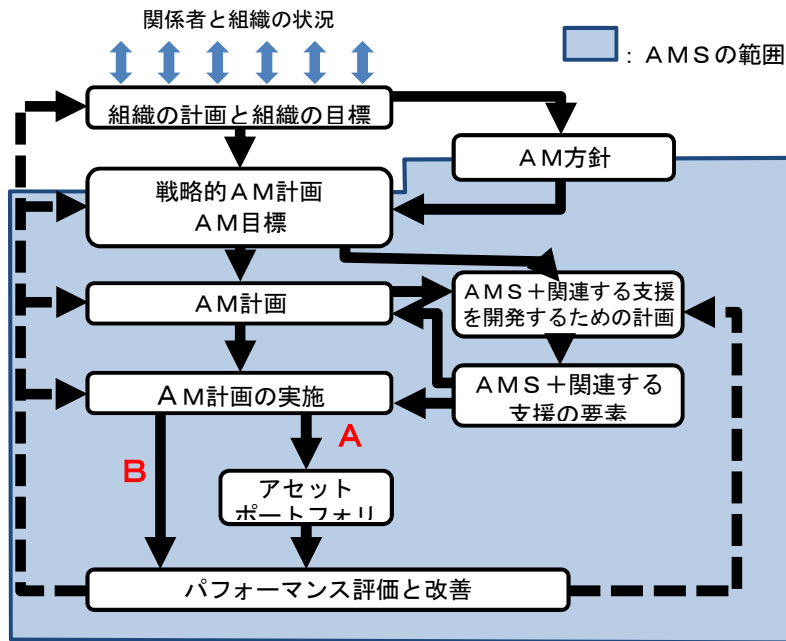 関係者と組織の状況
: AMSの範囲
組織の計画と組織の目標
AM方針
戦略的AM計画
AM目標
AM計画
AMS+関連する支援
を開発するための計画
AM計画の実施
AMS+関連する
支援の要素
A
B
アセット
ポートフォリ
パフォーマンス評価と改善